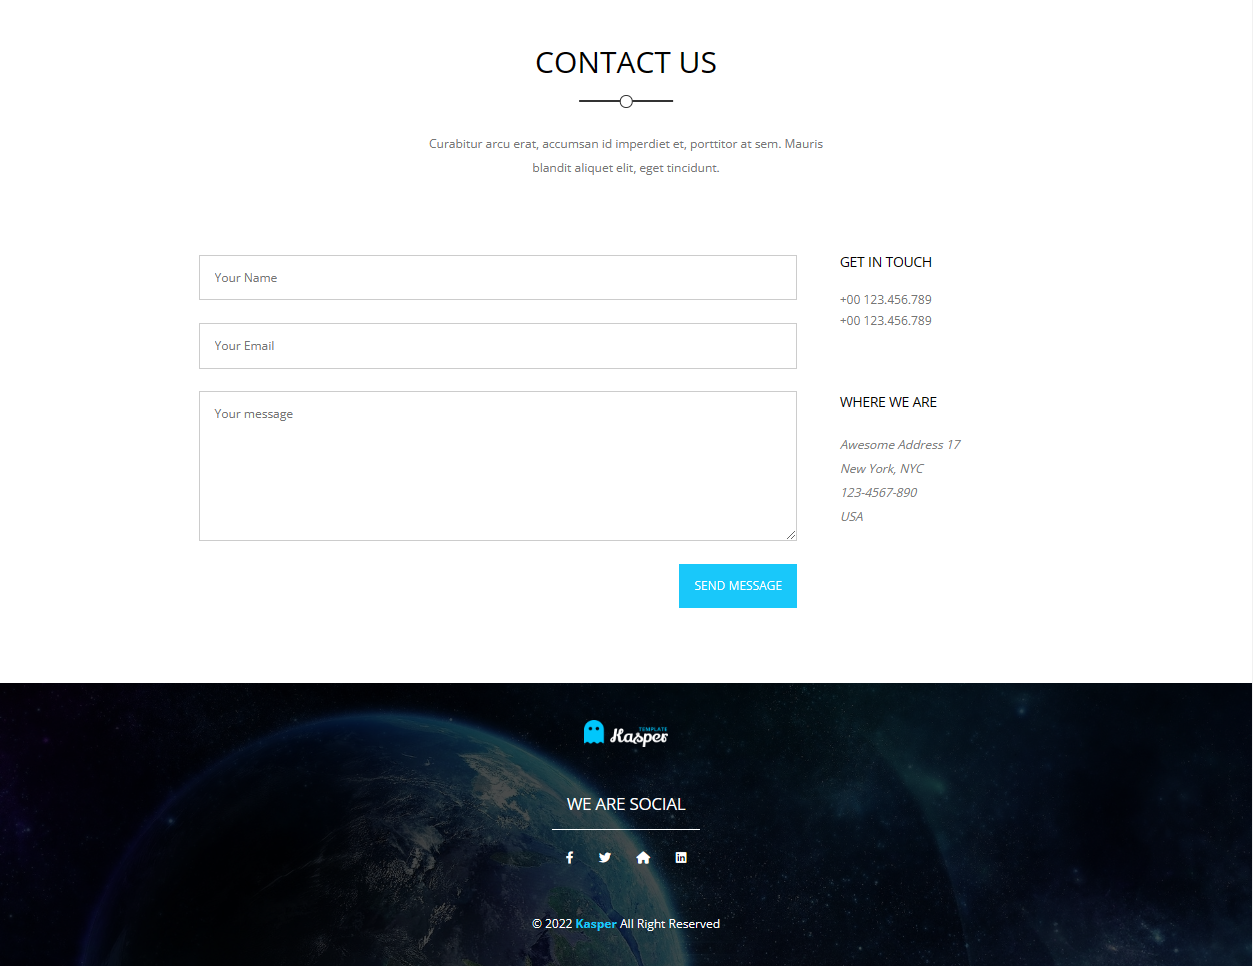 CONTACT US
Curabitur arcu erat, accumsan id imperdiet et, porttitor at sem. Mauris
blandit aliquet elit, eget tincidunt.
Your Name
Your Email
Your message
SEND MESSAGE
GET IN TOUCH
+00 123.456.789
+00 123.456.789
WHERE WE ARE
Awesome Address 17
New York, NYC
123-4567-890
USA
TEMPLATE
Kasper
WE ARE SOCIAL
© 2022 Kasper All Right Reserved